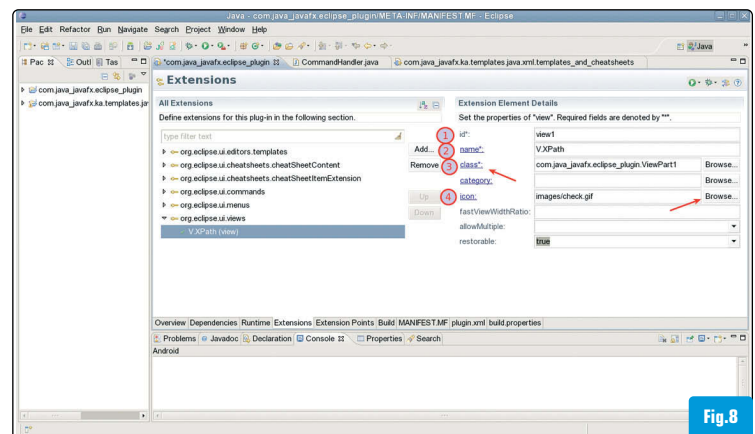 Java - com.java_javafx.eclipse_plugin/META-INF/MANIFEST.MF - Eclipse
File Edit Refactor Run Navigate Search Project Window Help
Java
Pac Outl Tas
*com.java_javafx.eclipse_plugin CommandHandler.java com.java_javafx.ka.templates.java_xml.templates_and_cheatsheets
com.java_javafx.eclipse_plugin
com.java_javafx.ka.templates.jav
Extensions
All Extensions
Define extensions for this plug-in in the following section.
type filter text
org.eclipse.ui.editors.templates
org.eclipse.ui.cheatsheets.cheatSheetContent
org.eclipse.ui.cheatsheets.cheatSheetItemExtension
org.eclipse.ui.commands
org.eclipse.ui.menus
org.eclipse.ui.views
V.XPath (view)
Add...
Remove
Up
Down
Extension Element Details
Set the properties of "view". Required fields are denoted by "*".
1 id*: view1
2 name*: V.XPath
3 class*: com.java_javafx.eclipse_plugin.ViewPart1 Browse...
category: Browse...
4 icon: images/check.gif Browse...
fastViewWidthRatio:
allowMultiple:
restorable: true
Overview Dependencies Runtime Extensions Extension Points Build MANIFEST.MF plugin.xml build.properties
Problems Javadoc Declaration Console Properties Search
Android
Fig.8